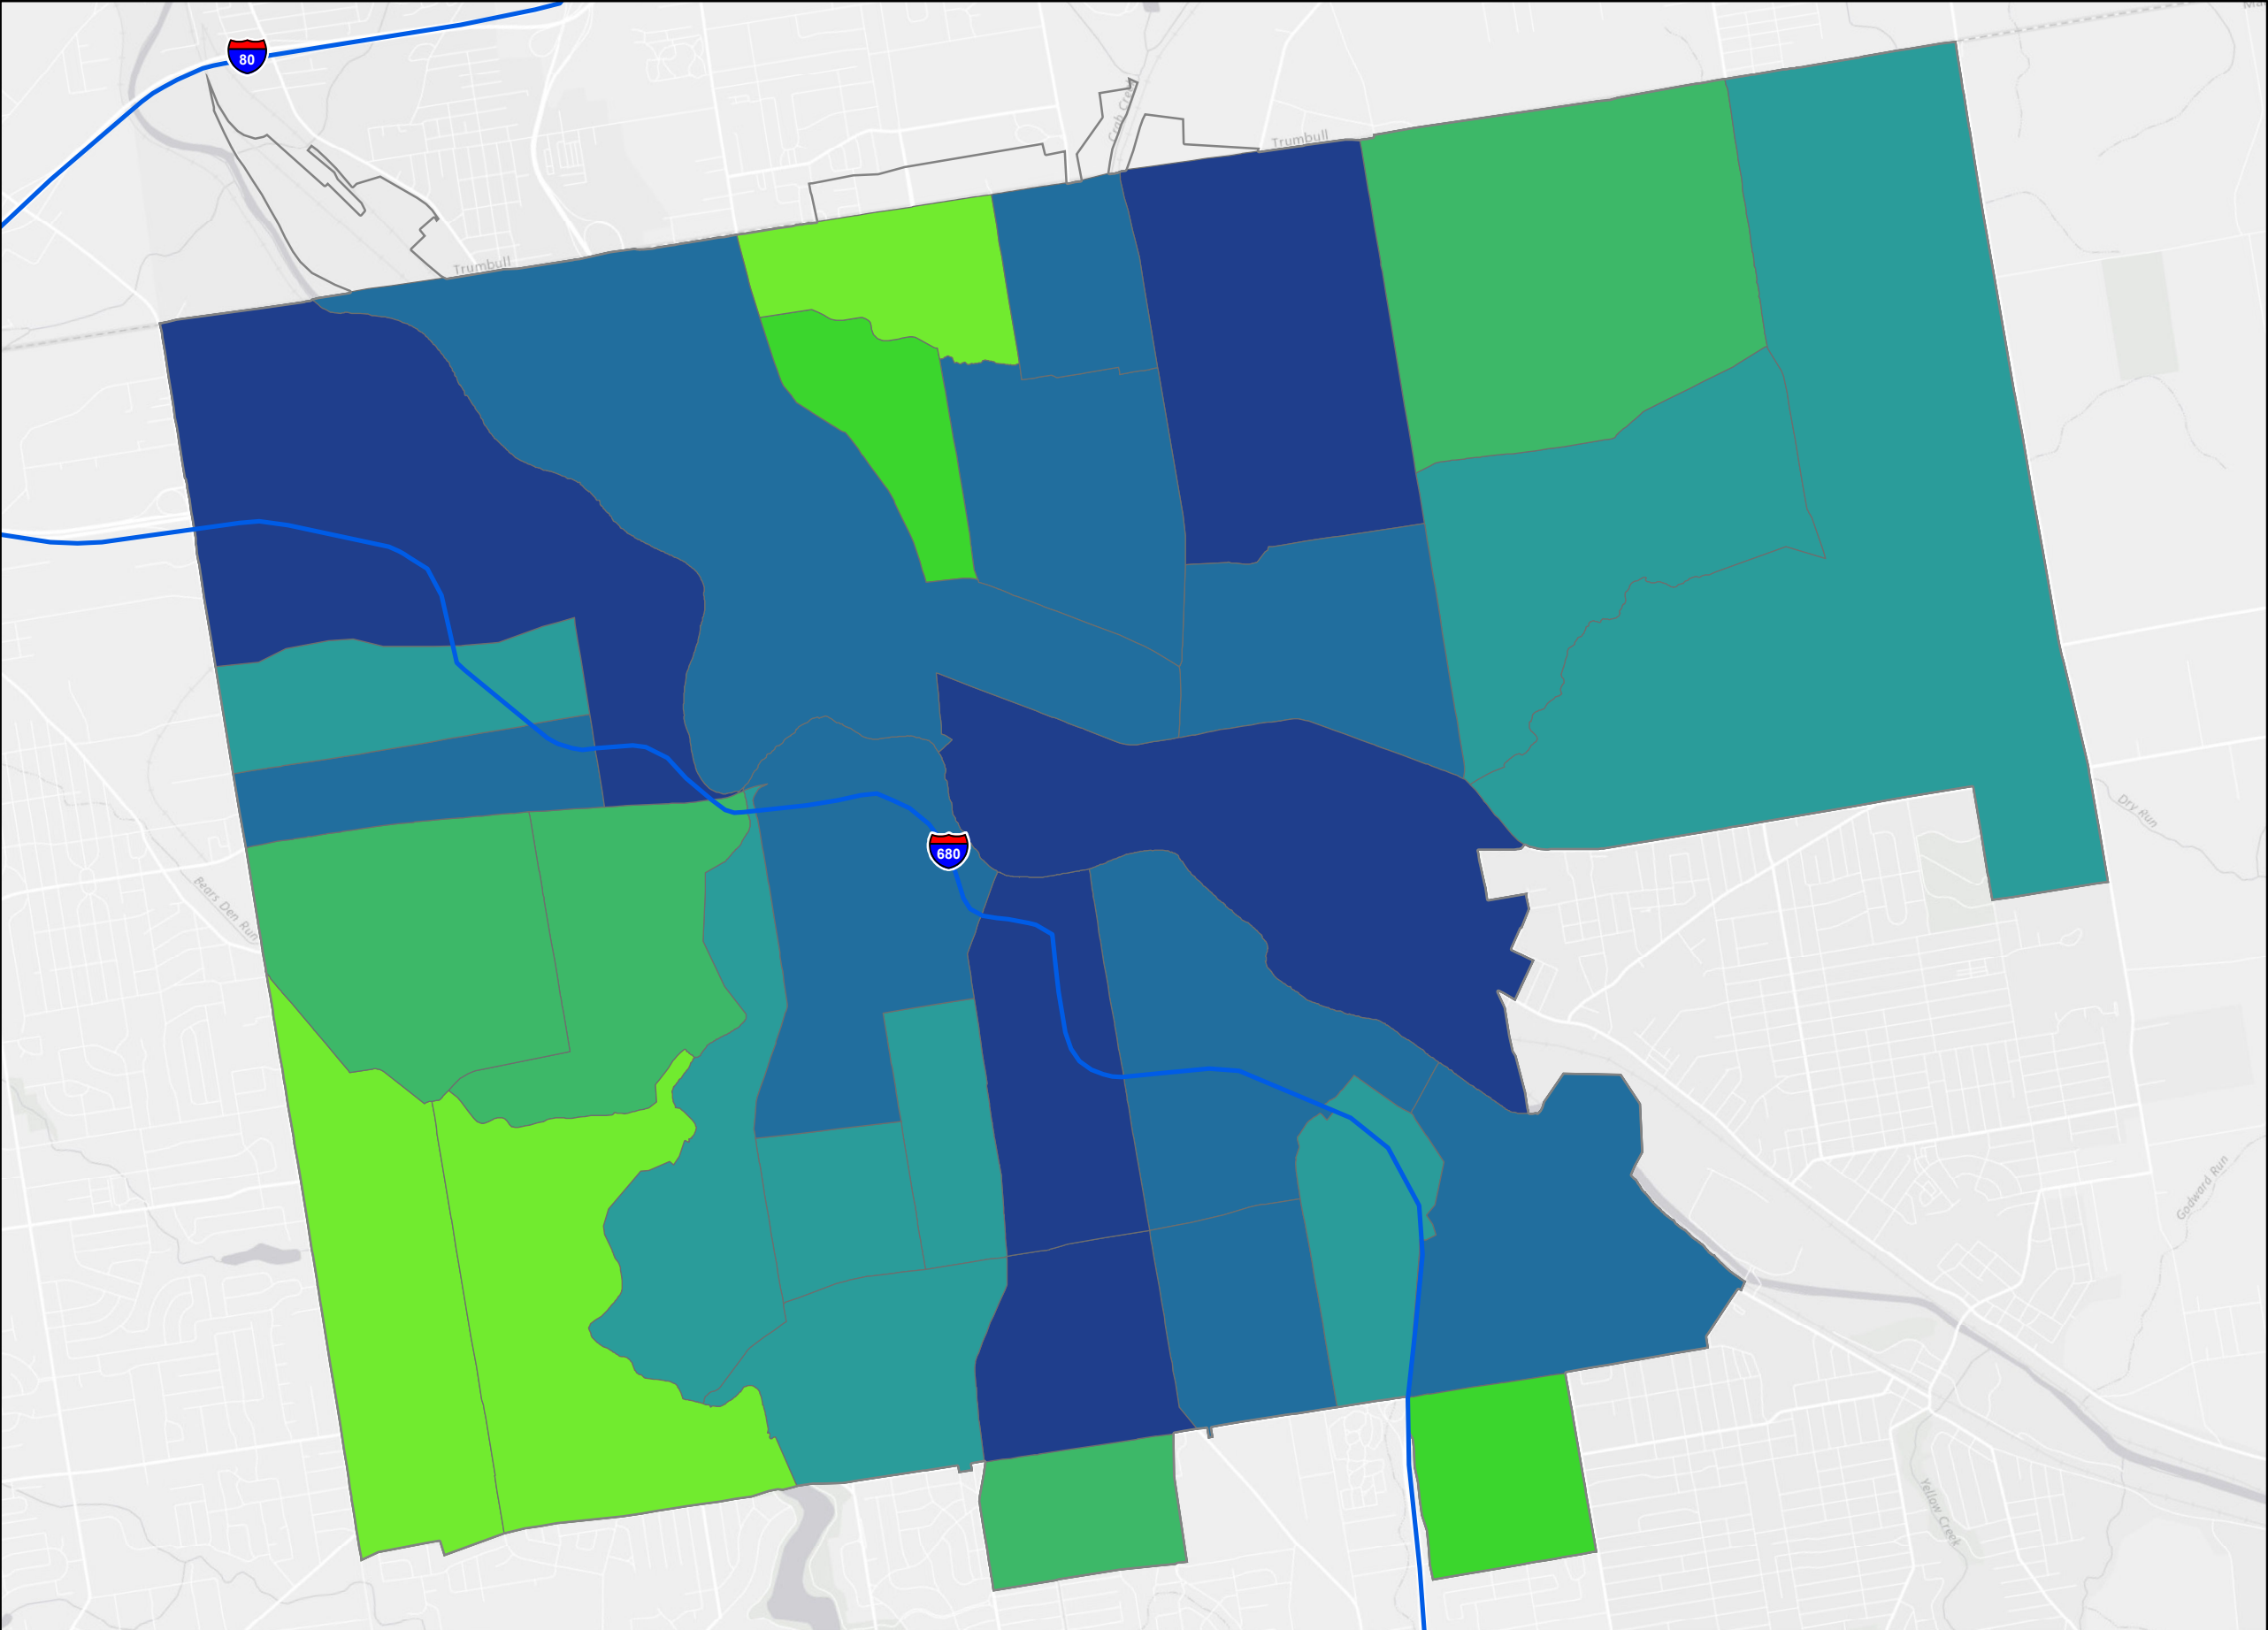 80
Crab Creek
Trumbull
Trumbull
Dry Run
680
Bears Den Run
Godward Run
Yellow Creek